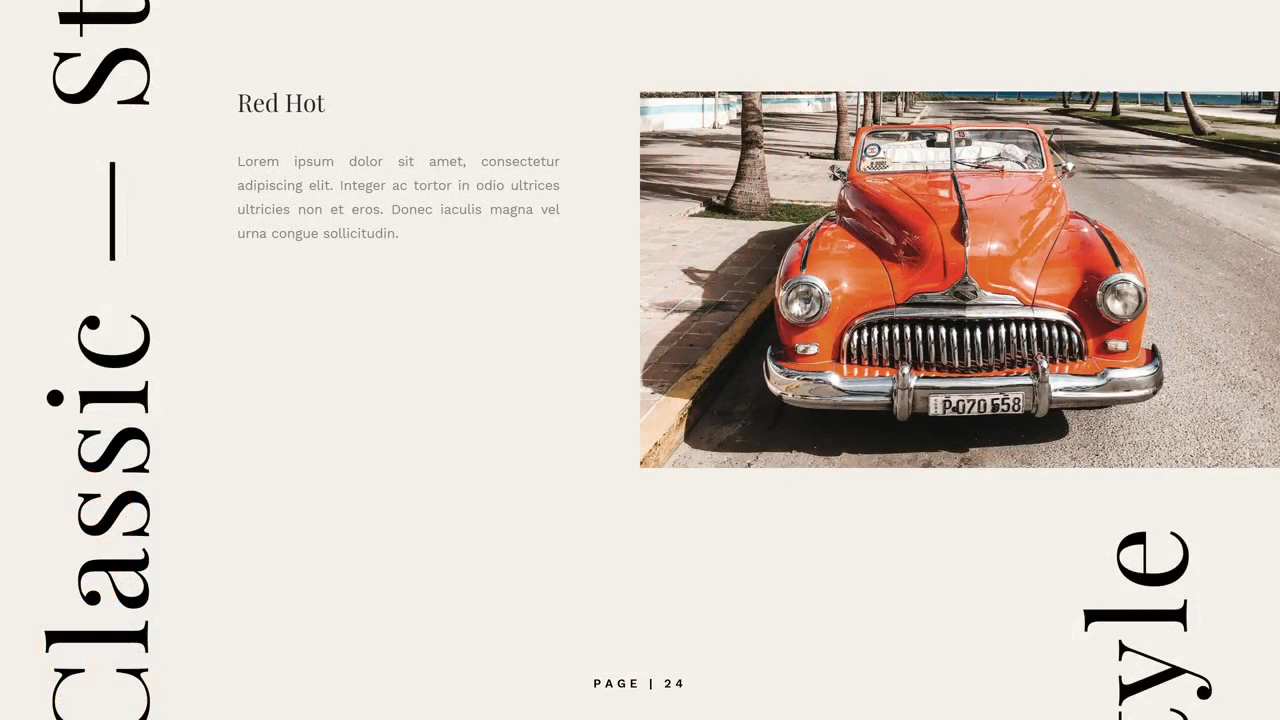 Classic — St
Red Hot
Lorem ipsum dolor sit amet, consectetur
adipiscing elit. Integer ac tortor in odio ultrices
ultricies non et eros. Donec iaculis magna vel
urna congue sollicitudin.
P 070 558
tyle
PAGE | 24